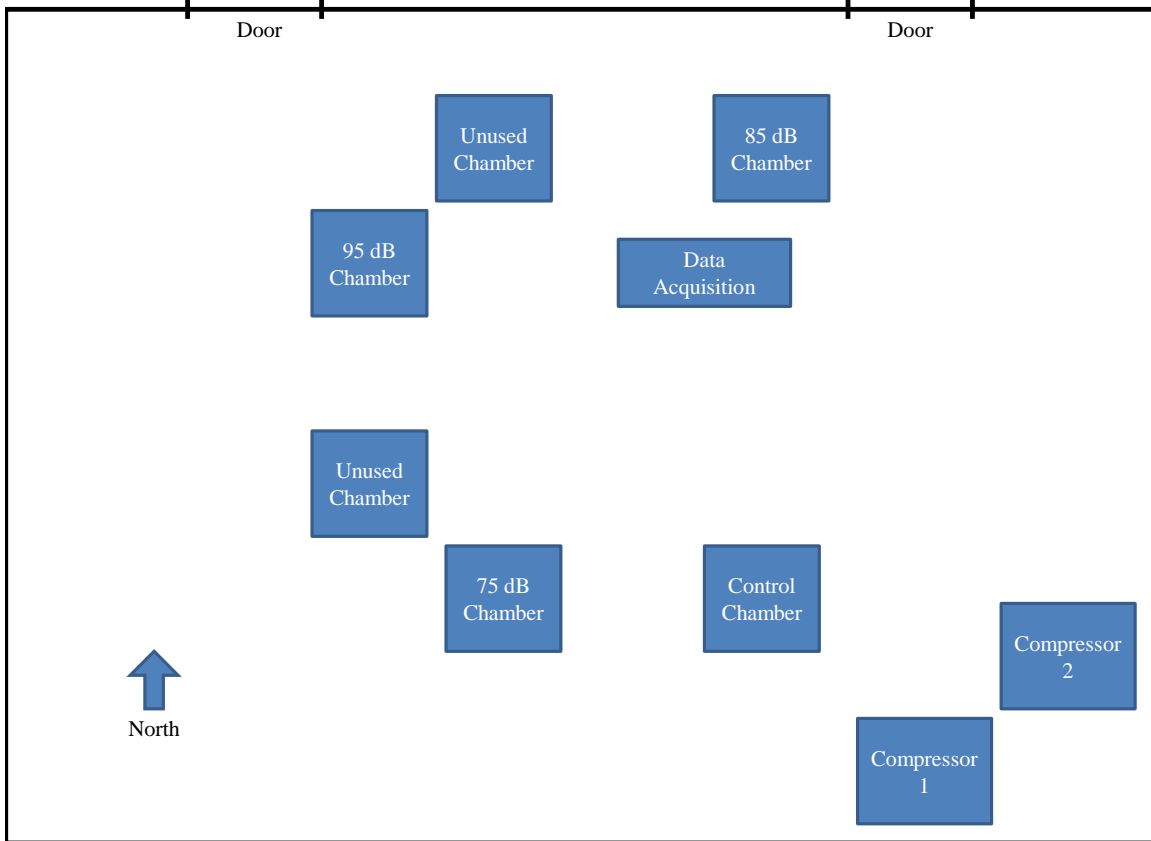 Door
Door
Unused
Chamber
85 dB
Chamber
95 dB
Chamber
Data
Acquisition
Unused
Chamber
75 dB
Chamber
Control
Chamber
Compressor
2
North
Compressor
1